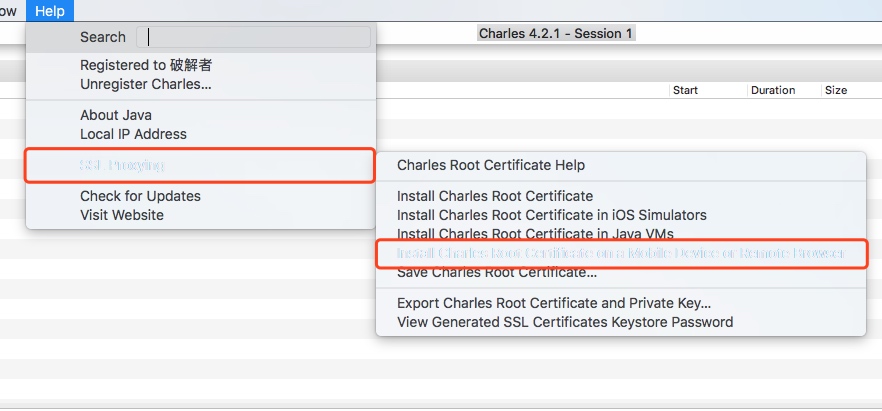 ow Help
Charles 4.2.1 - Session 1
Search
Registered to 破解者
Unregister Charles...
Start Duration Size
About Java
Local IP Address
SSL Proxying
Check for Updates
Visit Website
Charles Root Certificate Help
Install Charles Root Certificate
Install Charles Root Certificate in iOS Simulators
Install Charles Root Certificate in Java VMs
Install Charles Root Certificate on a Mobile Device or Remote Browser
Save Charles Root Certificate...
Export Charles Root Certificate and Private Key...
View Generated SSL Certificates Keystore Password